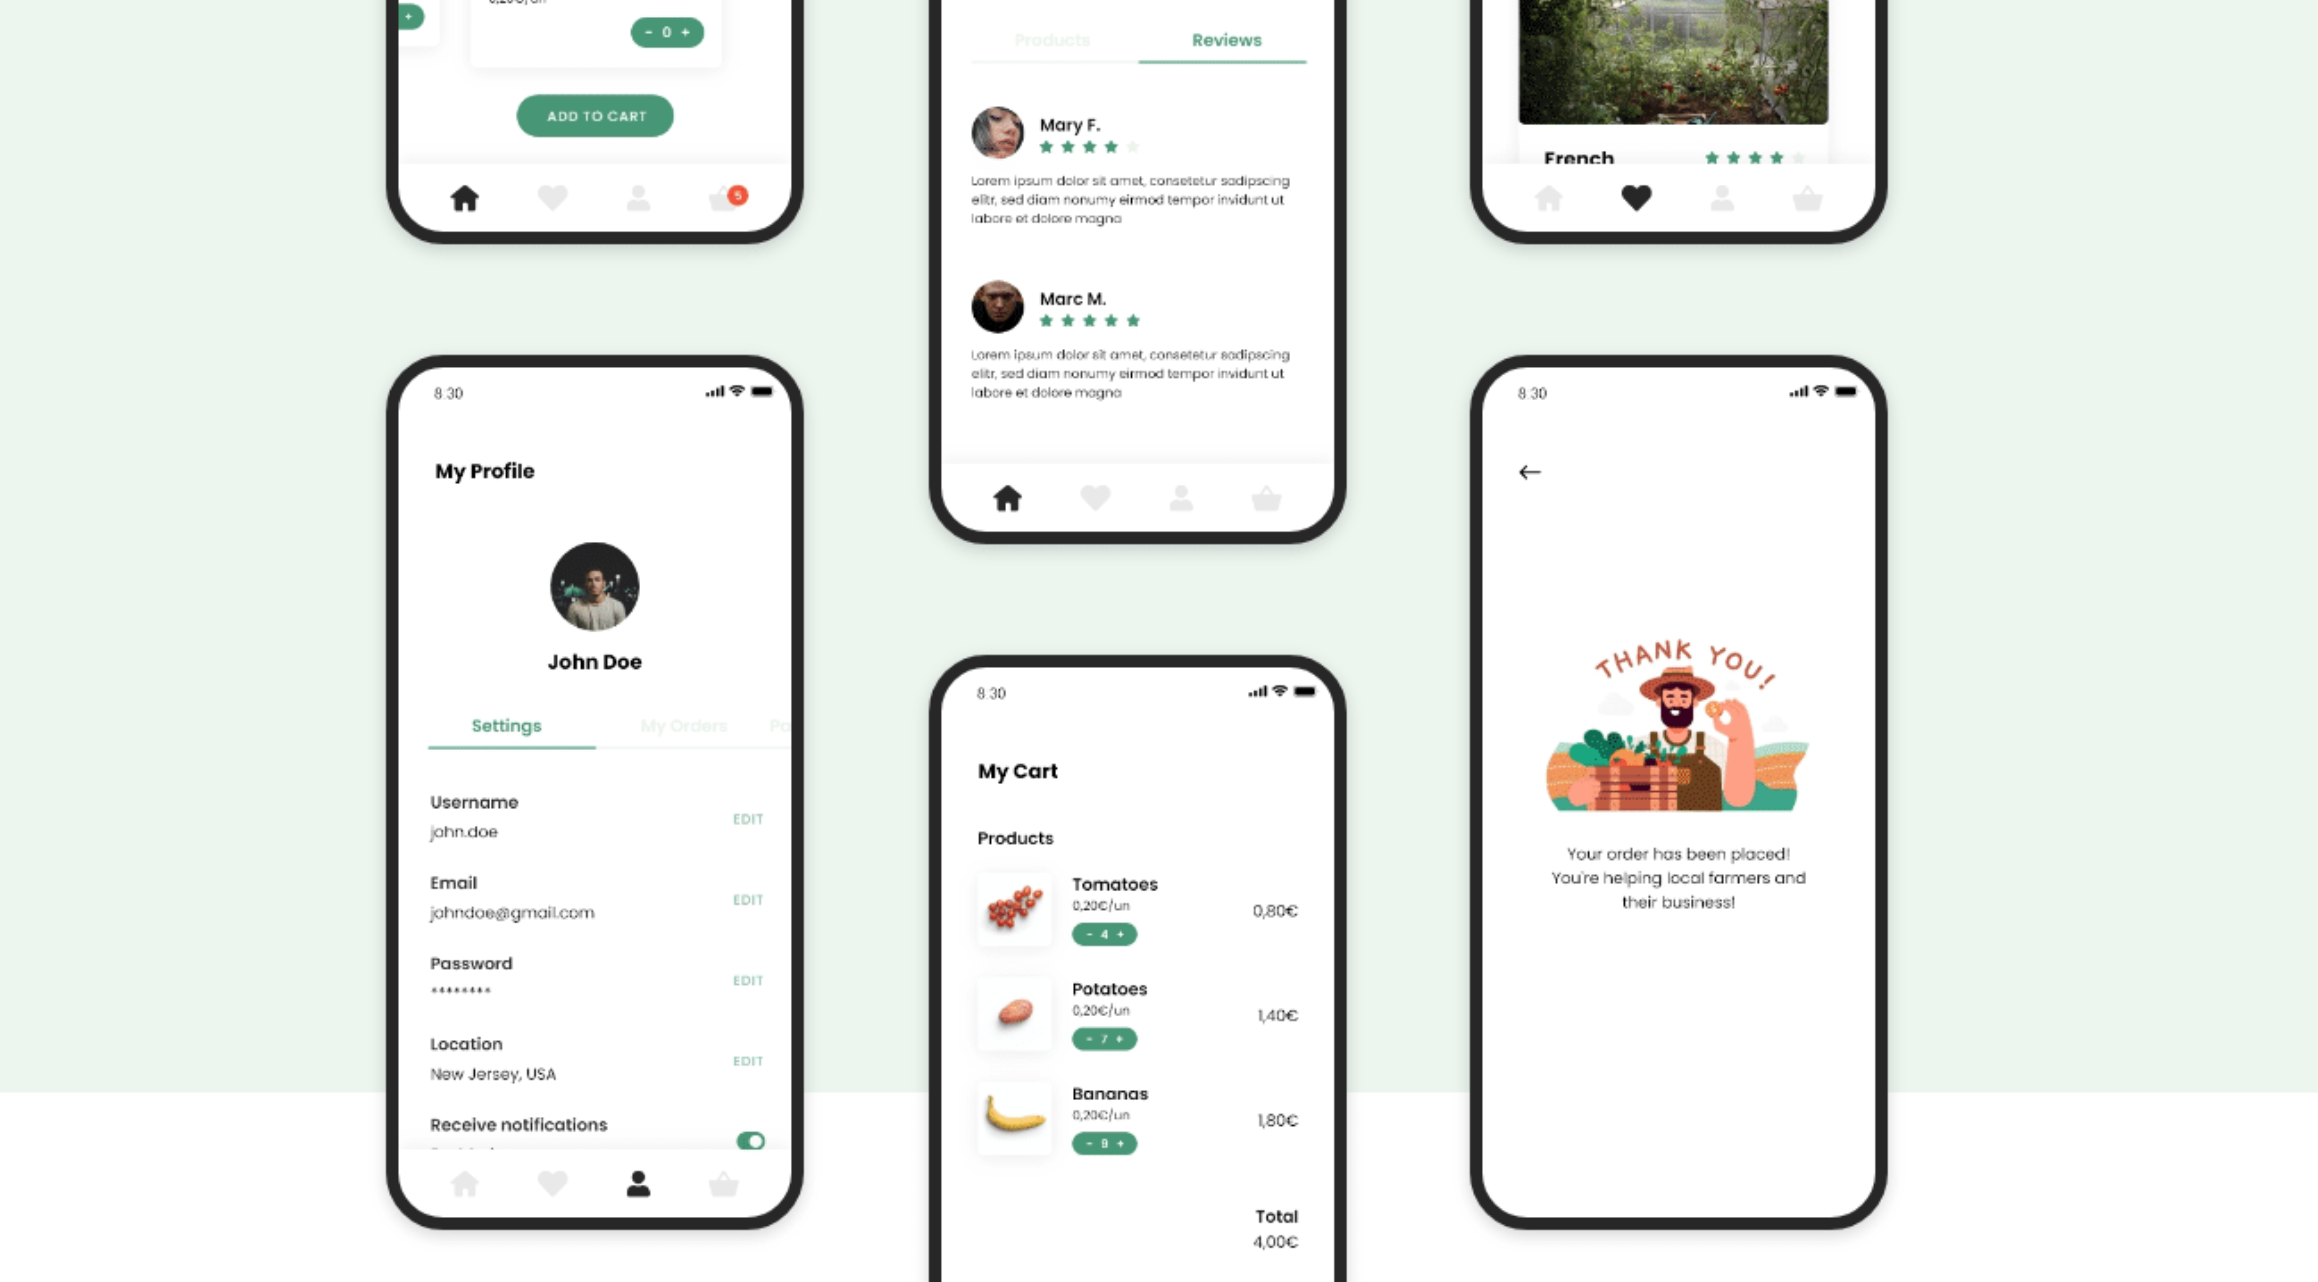 +
- 0 +
ADD TO CART
5
Products
Reviews
Mary F.
Lorem ipsum dolor sit amet, consetetur sadipscing
elitr, sed diam nonumy eirmod tempor invidunt ut
labore et dolore magna
Marc M.
Lorem ipsum dolor sit amet, consetetur sadipscing
elitr, sed diam nonumy eirmod tempor invidunt ut
labore et dolore magna
French
8:30
My Profile
John Doe
Settings
My Orders
Username
john.doe
EDIT
Email
johndoe@gmail.com
EDIT
Password
********
EDIT
Location
New Jersey, USA
EDIT
Receive notifications
8:30
My Cart
Products
Tomatoes
0,20€/un
- 4 +
0,80€
Potatoes
0,20€/un
- 7 +
1,40€
Bananas
0,20€/un
- 9 +
1,80€
Total
4,00€
8:30
THANK YOU!
Your order has been placed!
You're helping local farmers and
their business!